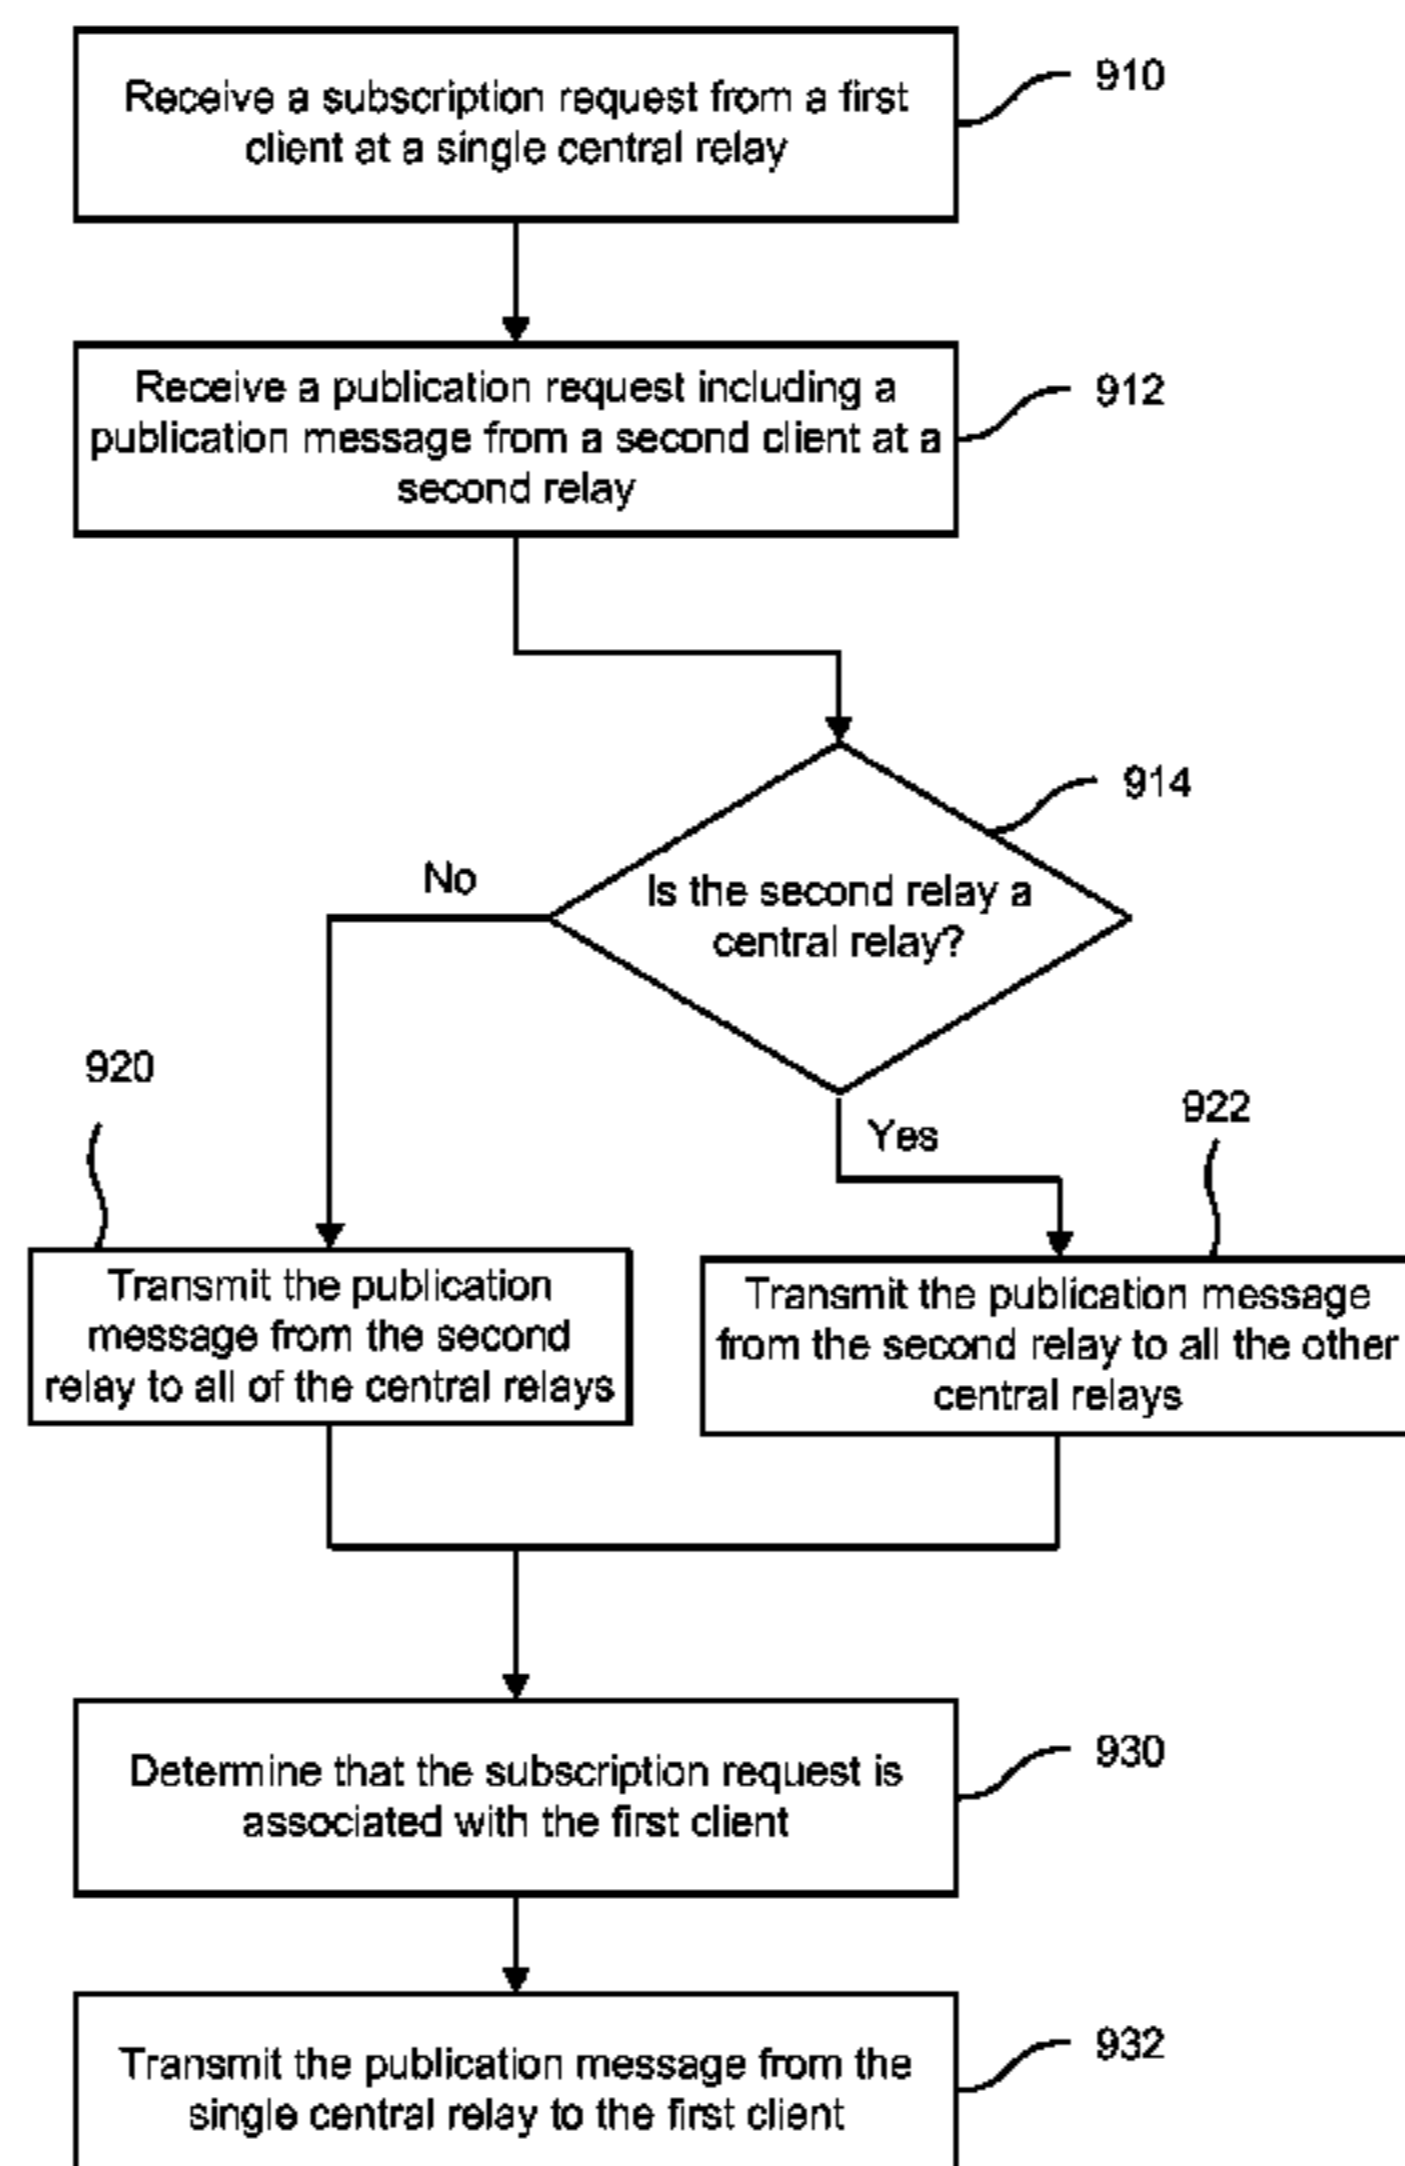 Receive a subscription request from a first
client at a single central relay
910
Receive a publication request including a
publication message from a second client at a
second relay
912
914
Is the second relay a
central relay?
No
Yes
920
922
Transmit the publication
message from the second
relay to all of the central relays
Transmit the publication message
from the second relay to all the other
central relays
Determine that the subscription request is
associated with the first client
930
Transmit the publication message from the
single central relay to the first client
932